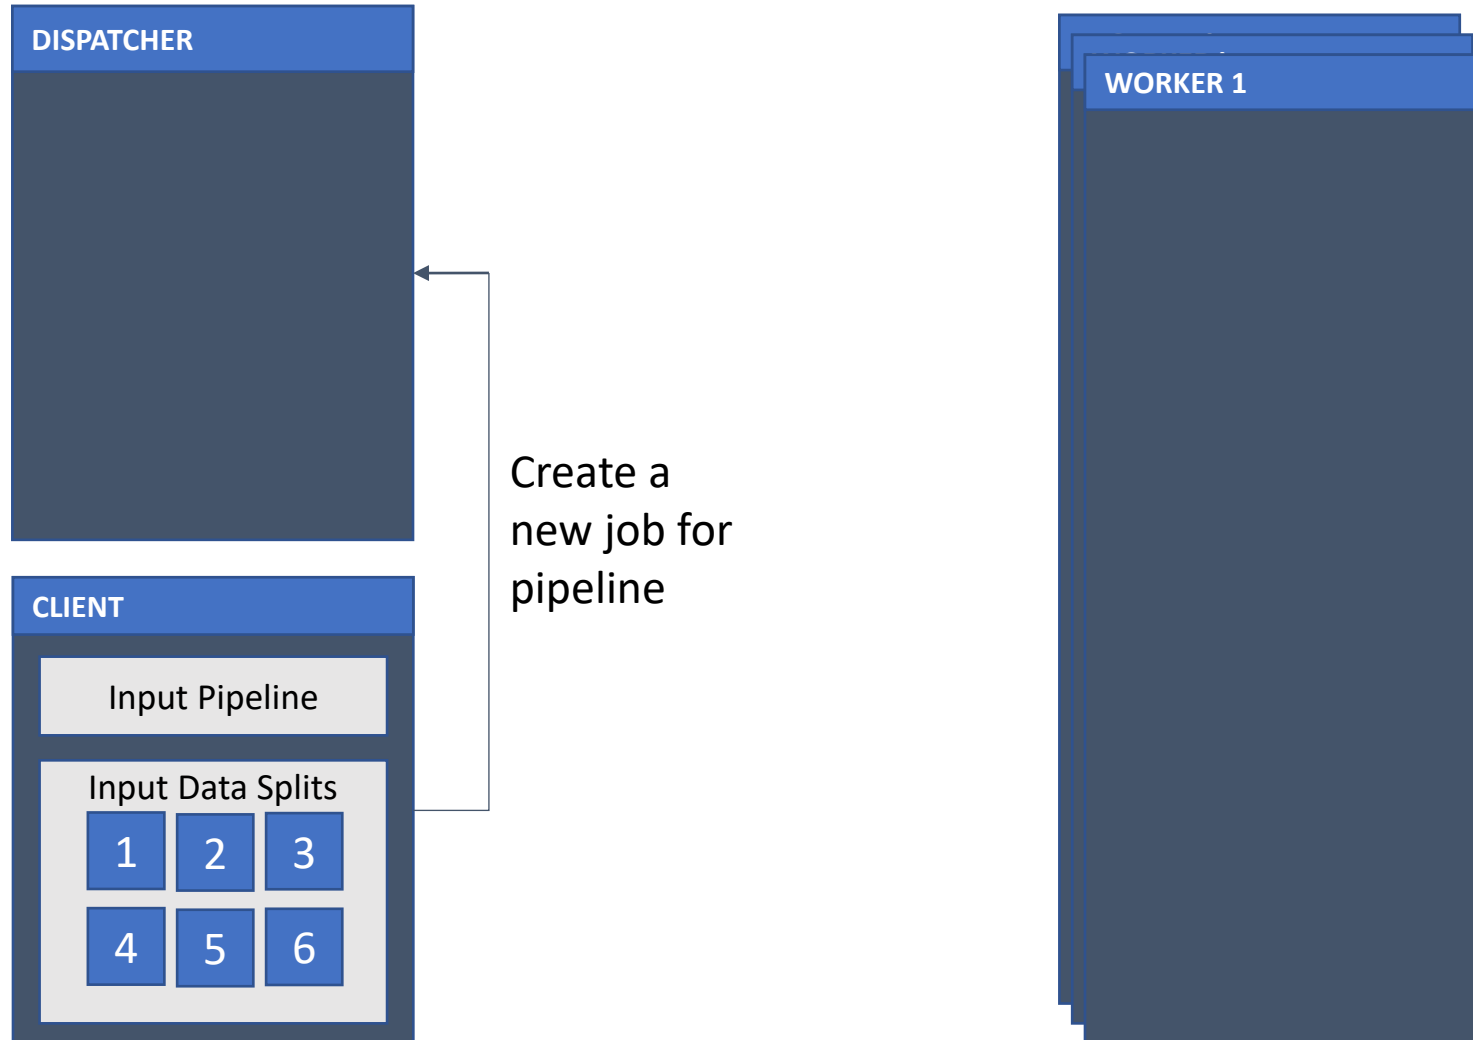 DISPATCHER
WORKER 1
Create a
new job for
pipeline
CLIENT
Input Pipeline
Input Data Splits
1 2 3
4 5 6